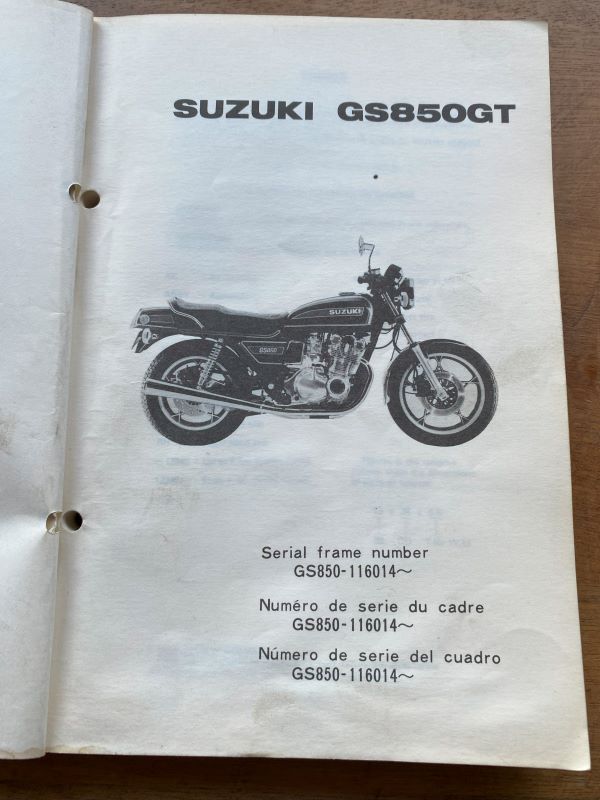 SUZUKI GS850GT
SUZUKI
GS850
Serial frame number
GS850-116014～
Numéro de serie du cadre
GS850-116014～
Número de serie del cuadro
GS850-116014～